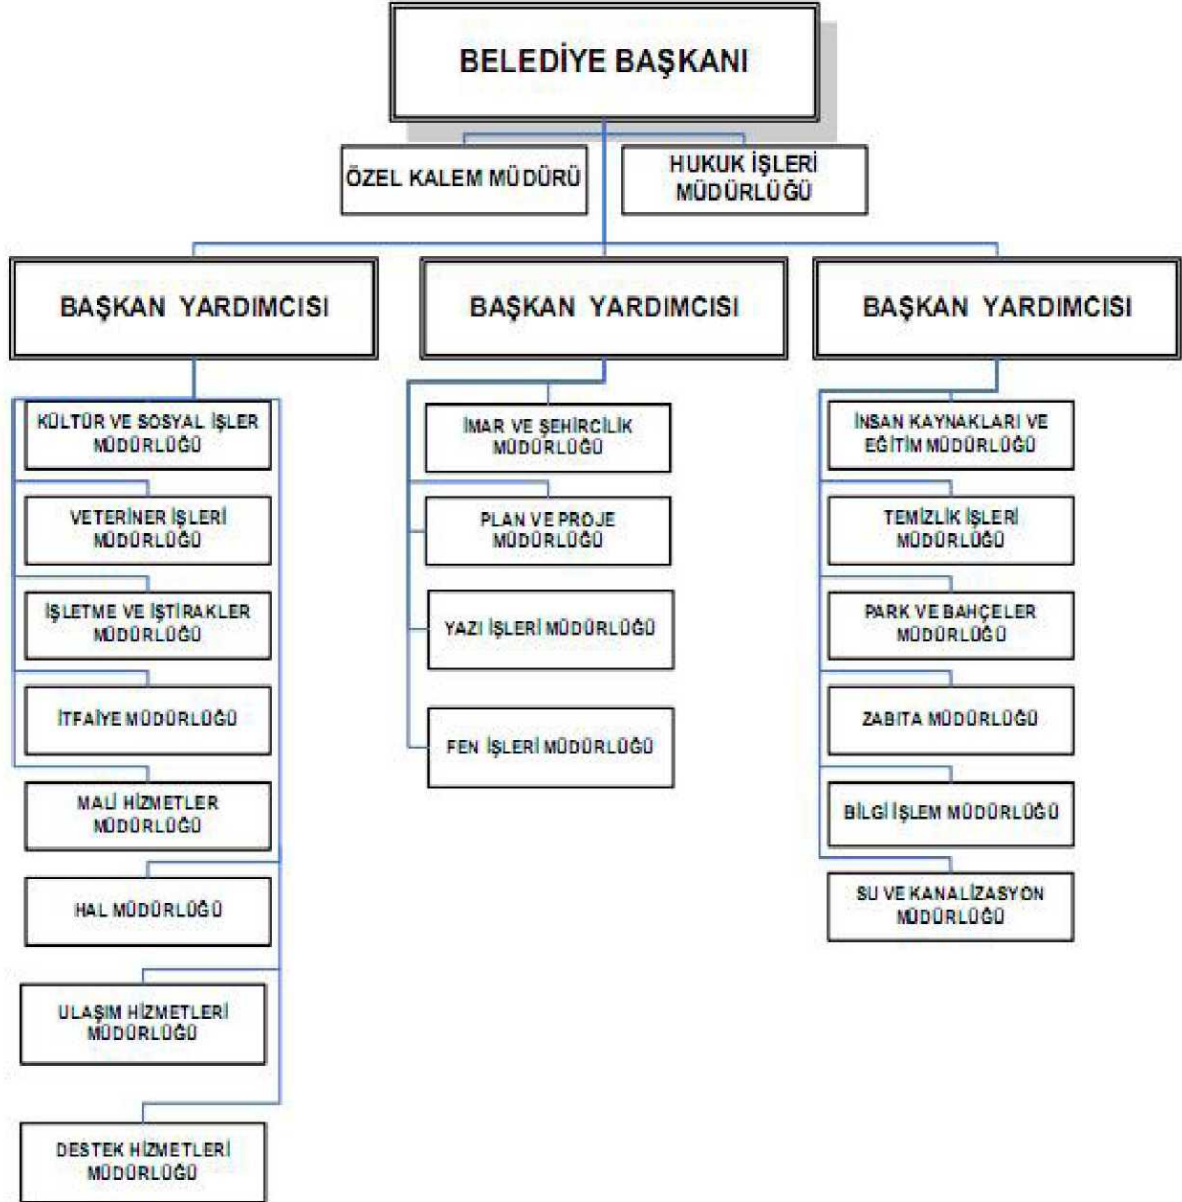 BELEDİYE BAŞKANI
ÖZEL KALEM MÜDÜRÜ
HUKUK İŞLERİ
MÜDÜRLÜĞÜ
BAŞKAN YARDIMCISI
KÜLTÜR VE SOSYAL İŞLER
MÜDÜRLÜĞÜ
VETERİNER İŞLERİ
MÜDÜRLÜĞÜ
İŞLETME VE İŞTİRAKLER
MÜDÜRLÜĞÜ
İTFAİYE MÜDÜRLÜĞÜ
MALİ HİZMETLER
MÜDÜRLÜĞÜ
HAL MÜDÜRLÜĞÜ
ULAŞIM HİZMETLERİ
MÜDÜRLÜĞÜ
DESTEK HİZMETLERİ
MÜDÜRLÜĞÜ
BAŞKAN YARDIMCISI
İMAR VE ŞEHİRCİLİK
MÜDÜRLÜĞÜ
PLAN VE PROJE
MÜDÜRLÜĞÜ
YAZI İŞLERİ MÜDÜRLÜĞÜ
FEN İŞLERİ MÜDÜRLÜĞÜ
BAŞKAN YARDIMCISI
İNSAN KAYNAKLARI VE
EĞİTİM MÜDÜRLÜĞÜ
TEMİZLİK İŞLERİ
MÜDÜRLÜĞÜ
PARK VE BAHÇELER
MÜDÜRLÜĞÜ
ZABITA MÜDÜRLÜĞÜ
BİLGİ İŞLEM MÜDÜRLÜĞÜ
SU VE KANALİZASYON
MÜDÜRLÜĞÜ